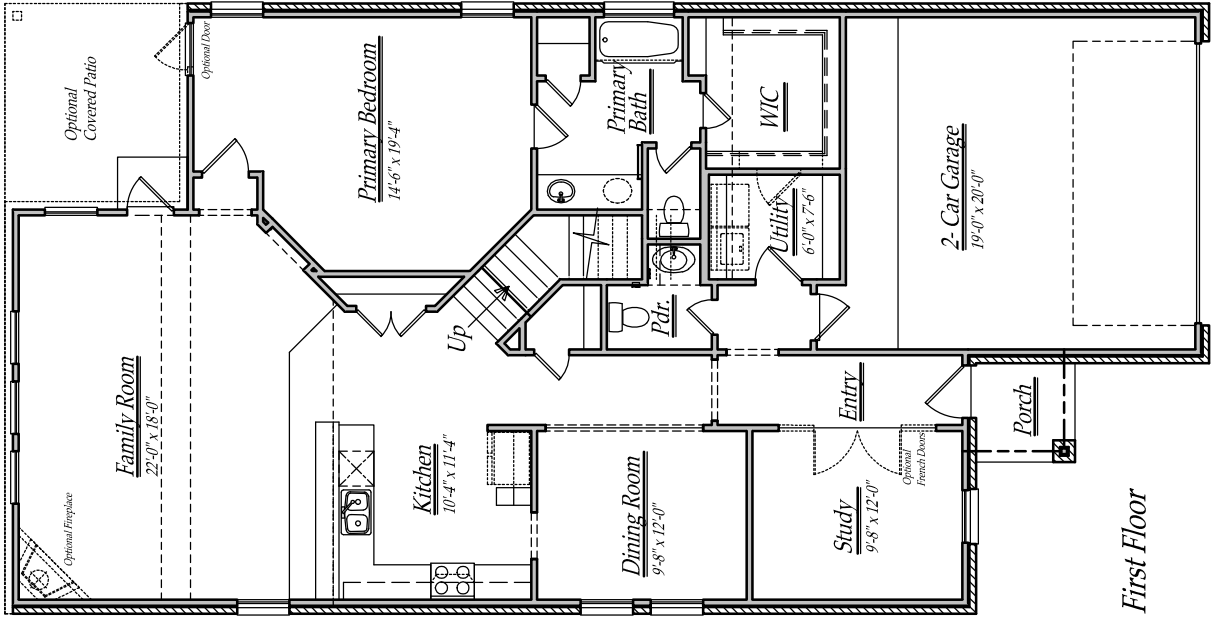 Optional
Covered Patio
Optional Door
Primary Bedroom
14'-6" x 19'-4"
Primary
Bath
WIC
2- Car Garage
19'-0" x 20'-0"
Utility
6'-0" x 7'-6"
Pdr.
Up
Family Room
22'-0" x 18'-0"
Optional Fireplace
Kitchen
10'-4" x 11'-4"
Dining Room
9'-8" x 12'-0"
Entry
Study
9'-8" x 12'-0"
Optional
French Doors
Porch
First Floor